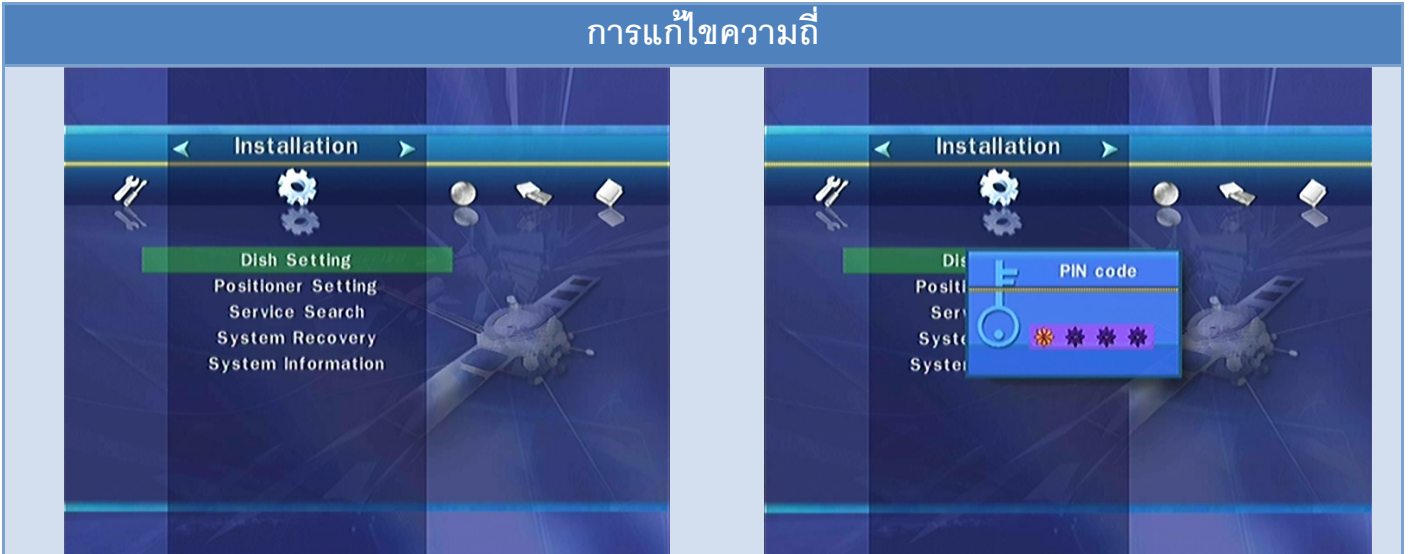 การแก้ไขความถี่
Installation
Dish Setting
Positioner Setting
Service Search
System Recovery
System Information
Installation
Dis
Positi
Serv
Syste
System
PIN code